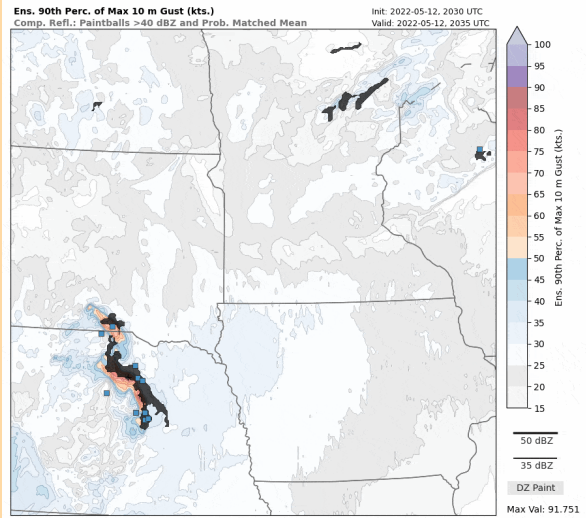 Ens. 90th Perc. of Max 10 m Gust (kts.)
Comp. Refl.: Paintballs >40 dBZ and Prob. Matched Mean
Init: 2022-05-12, 2030 UTC
Valid: 2022-05-12, 2035 UTC
100
95
90
85
80
75
70
65
60
55
50
45
40
35
30
25
20
15
Ens. 90th Perc. of Max 10 m Gust (kts.)
50 dBZ
35 dBZ
DZ Paint
Max Val: 91.751